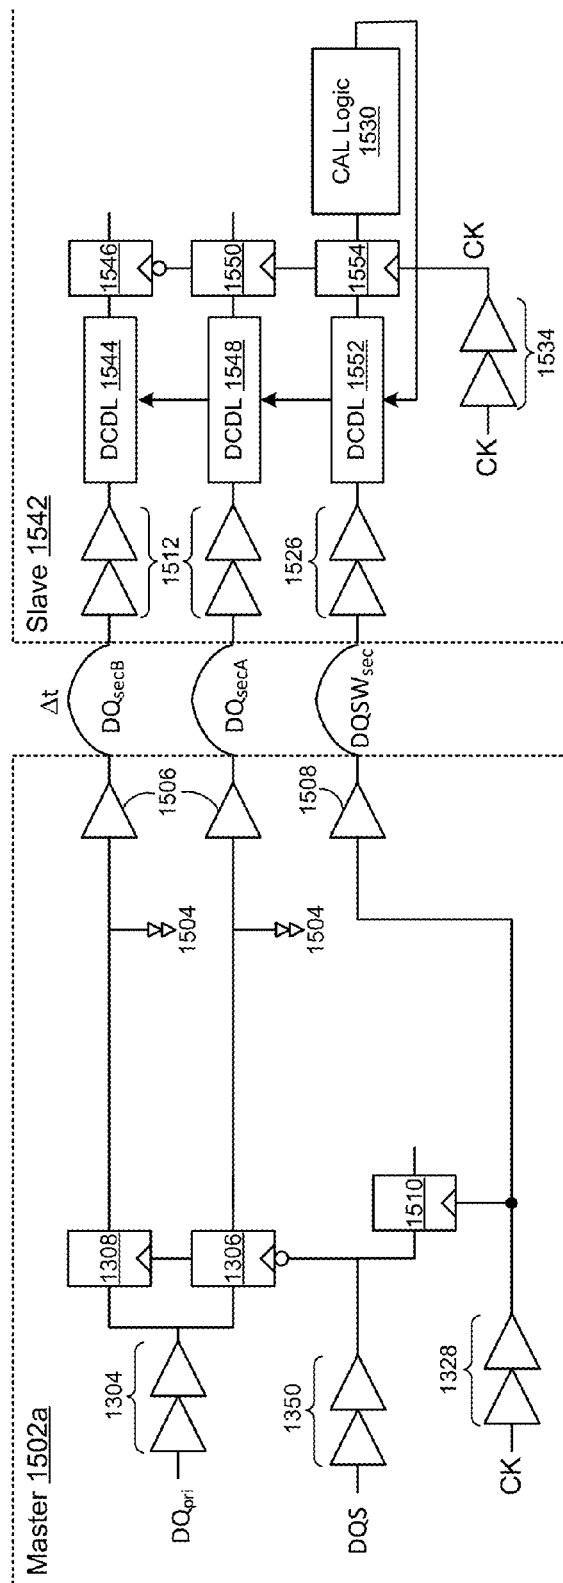 Master 1502a
DQpri
1304
1308
1306
DQS
1350
1510
CK
1328
1504
1504
1506
1508
Δt
DQsecB
DQsecA
DQSWsec
Slave 1542
1512
1526
DCDL 1544
DCDL 1548
DCDL 1552
1546
1550
1554
CAL Logic
1530
CK
1534
CK